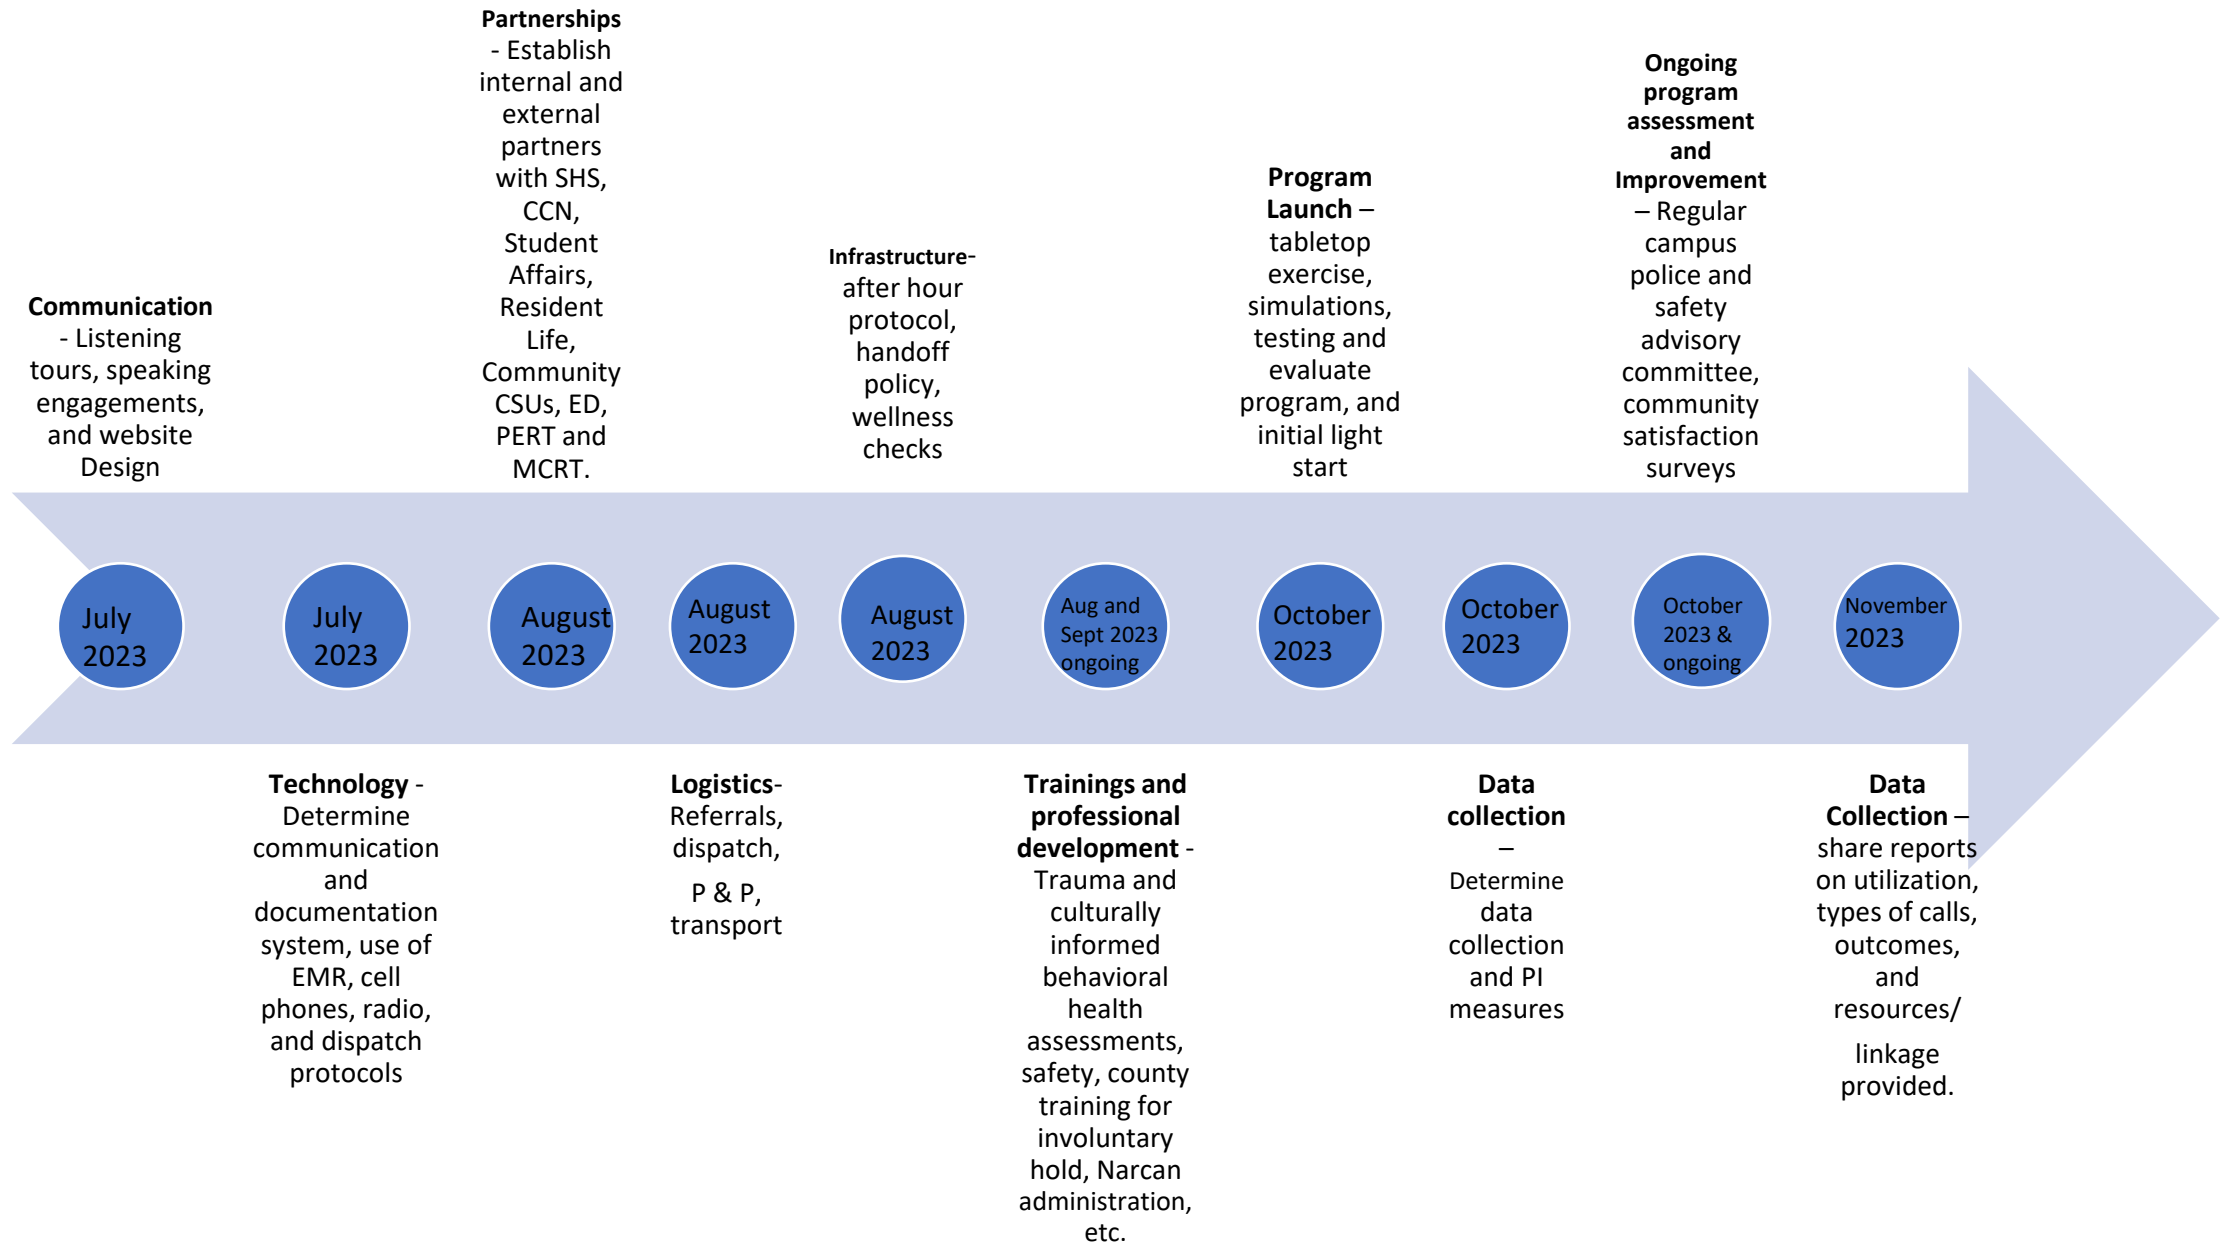 Communication
- Listening
tours, speaking
engagements,
and website
Design
Partnerships
- Establish
internal and
external
partners
with SHS,
CCN,
Student
Affairs,
Resident
Life,
Community
CSUs, ED,
PERT and
MCRT.
Infrastructure-
after hour
protocol,
handoff
policy,
wellness
checks
Program
Launch –
tabletop
exercise,
simulations,
testing and
evaluate
program, and
initial light
start
Ongoing
program
assessment
and
Improvement
– Regular
campus
police and
safety
advisory
committee,
community
satisfaction
surveys
July
2023
July
2023
August
2023
August
2023
August
2023
Aug and
Sept 2023
ongoing
October
2023
October
2023
October
2023 &
ongoing
November
2023
Technology -
Determine
communication
and
documentation
system, use of
EMR, cell
phones, radio,
and dispatch
protocols
Logistics-
Referrals,
dispatch,
P & P,
transport
Trainings and
professional
development -
Trauma and
culturally
informed
behavioral
health
assessments,
safety, county
training for
involuntary
hold, Narcan
administration,
etc.
Data
collection
–
Determine
data
collection
and PI
measures
Data
Collection –
share reports
on utilization,
types of calls,
outcomes,
and
resources/
linkage
provided.